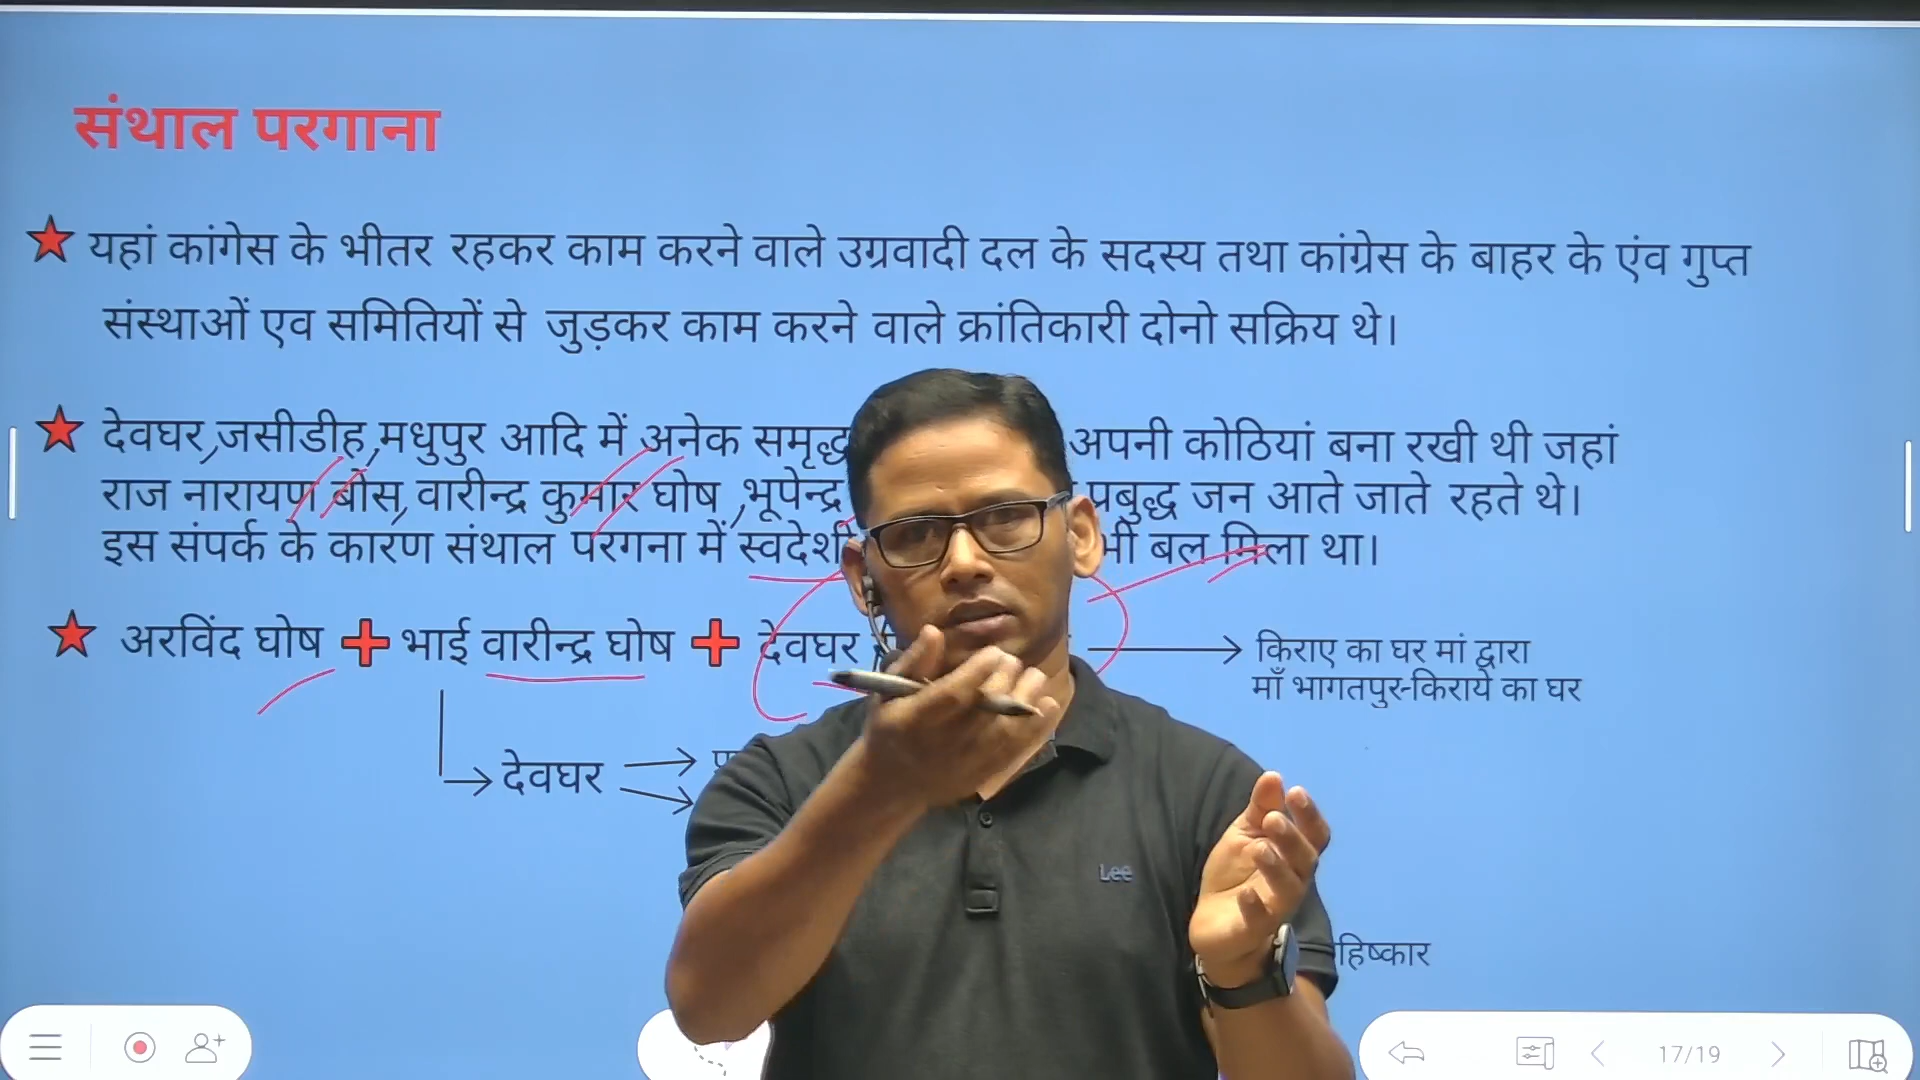 संथाल परगाना
यहां कांगेस के भीतर रहकर काम करने वाले उग्रवादी दल के सदस्य तथा कांग्रेस के बाहर के एंव गुप्त
संस्थाओं एव समितियों से जुड़कर काम करने वाले क्रांतिकारी दोनो सक्रिय थे।
देवघर,जसीडीह,मधुपुर आदि में अनेक समृद्ध अपनी कोठियां बना रखी थी जहां
राज नारायण बोस, वारीन्द्र कुमार घोष ,भूपेन्द्र प्रबुद्ध जन आते जाते रहते थे।
इस संपर्क के कारण संथाल परगना में स्वदेशी भी बल मिला था।
अरविंद घोष + भाई वारीन्द्र घोष + देवघर → किराए का घर मां द्वारा
माँ भागतपुर-किराये का घर
देवघर
Lee
17/19